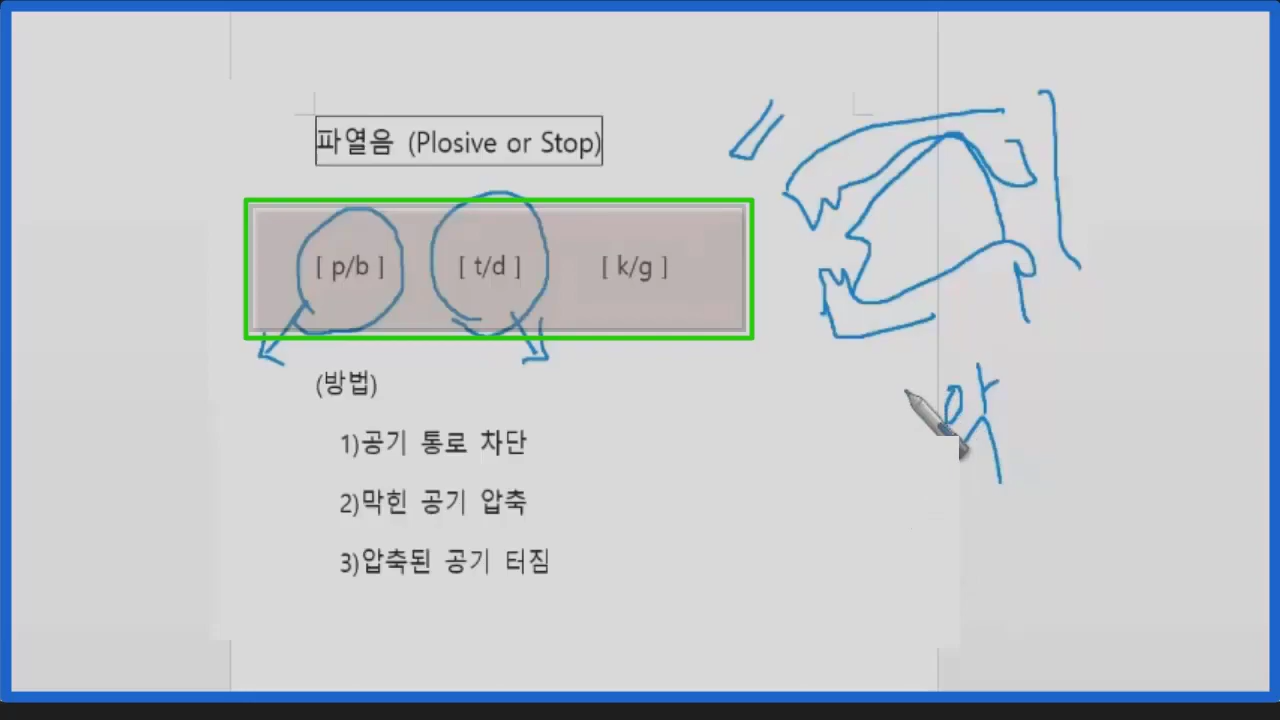 파열음 (Plosive or Stop)
[ p/b ] [ t/d ] [ k/g ]
(방법)
1)공기 통로 차단
2)막힌 공기 압축
3)압축된 공기 터짐